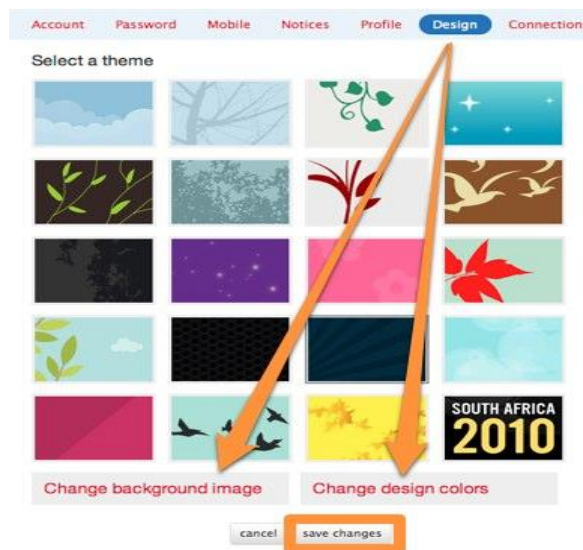 Account Password Mobile Notices Profile Design Connection
Select a theme
SOUTH AFRICA
2010
Change background image Change design colors
cancel save changes